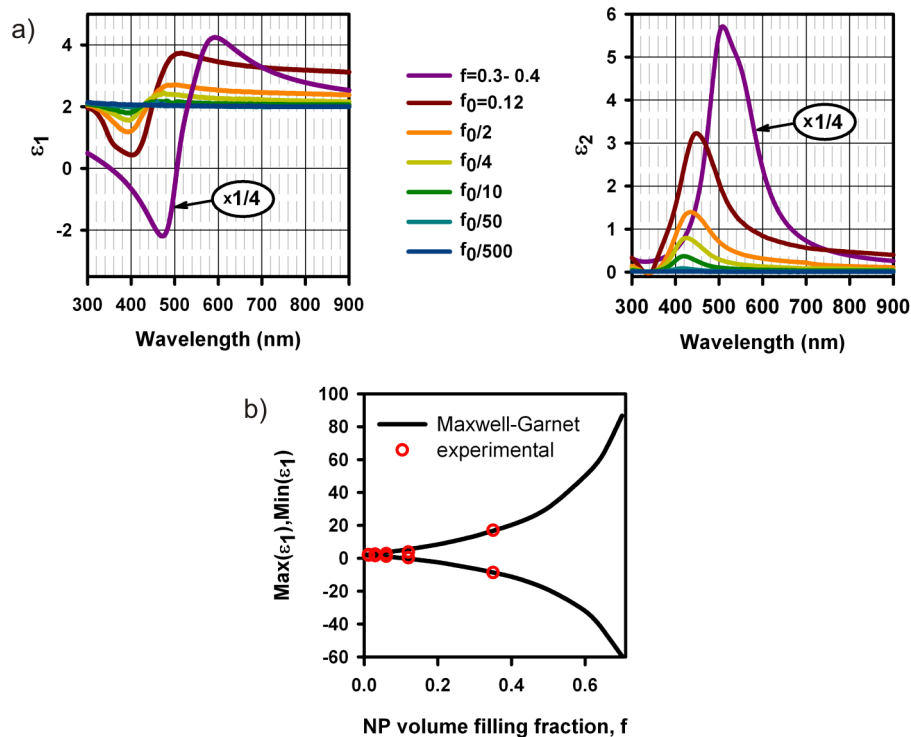 a)
ε1
4
2
0
-2
×1/4
300 400 500 600 700 800 900
Wavelength (nm)
f=0.3- 0.4
f0=0.12
f0/2
f0/4
f0/10
f0/50
f0/500
ε2
6
5
4
3
2
1
0
×1/4
300 400 500 600 700 800 900
Wavelength (nm)
b)
Max(ε1),Min(ε1)
100
80
60
40
20
0
-20
-40
-60
Maxwell-Garnet
experimental
0.0 0.2 0.4 0.6
NP volume filling fraction, f